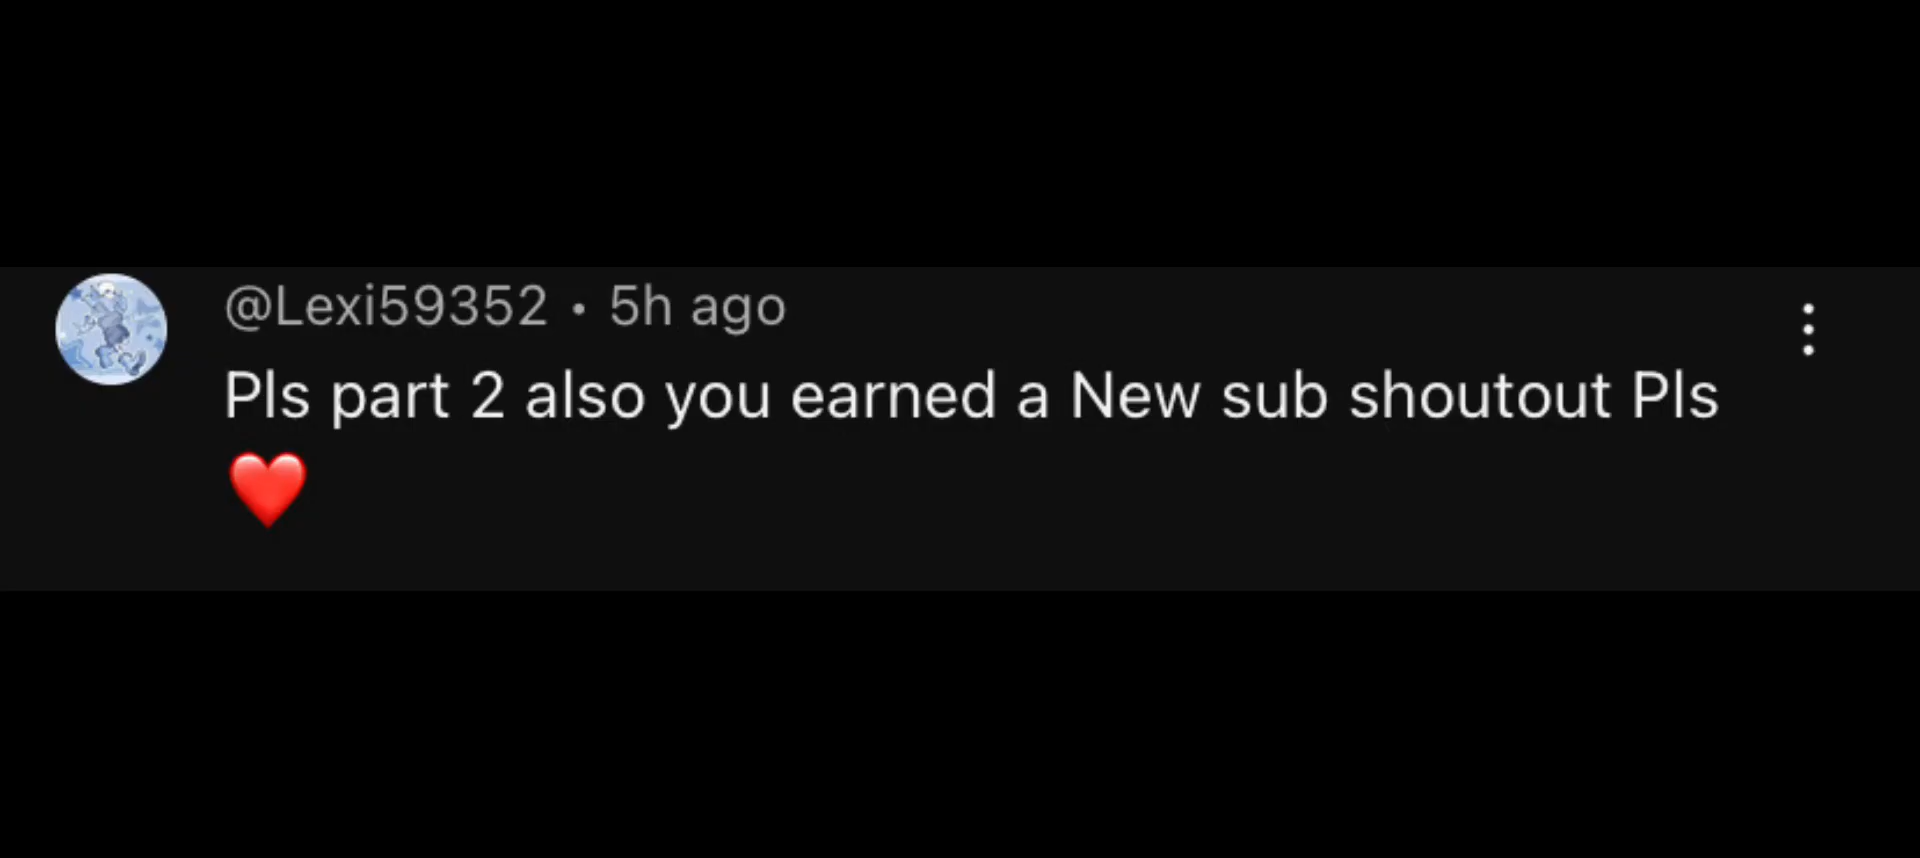 @Lexi59352 • 5h ago
Pls part 2 also you earned a New sub shoutout Pls
❤️